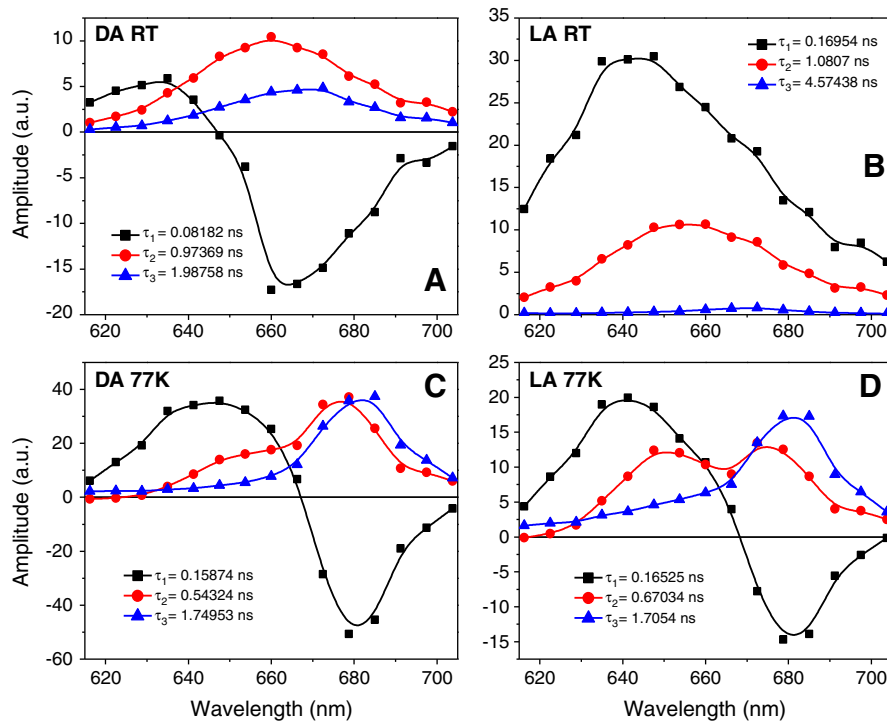 DA RT
10
5
0
-5
-10
-15
-20
Amplitude (a.u.)
τ1 = 0.08182 ns
τ2 = 0.97369 ns
τ3 = 1.98758 ns
A
620 640 660 680 700
LA RT
35
30
25
20
15
10
5
0
Amplitude (a.u.)
τ1 = 0.16954 ns
τ2 = 1.0807 ns
τ3 = 4.57438 ns
B
620 640 660 680 700
DA 77K
40
20
0
-20
-40
-60
Amplitude (a.u.)
C
τ1 = 0.15874 ns
τ2 = 0.54324 ns
τ3 = 1.74953 ns
620 640 660 680 700
Wavelength (nm)
LA 77K
25
20
15
10
5
0
-5
-10
-15
Amplitude (a.u.)
D
τ1 = 0.16525 ns
τ2 = 0.67034 ns
τ3 = 1.7054 ns
620 640 660 680 700
Wavelength (nm)